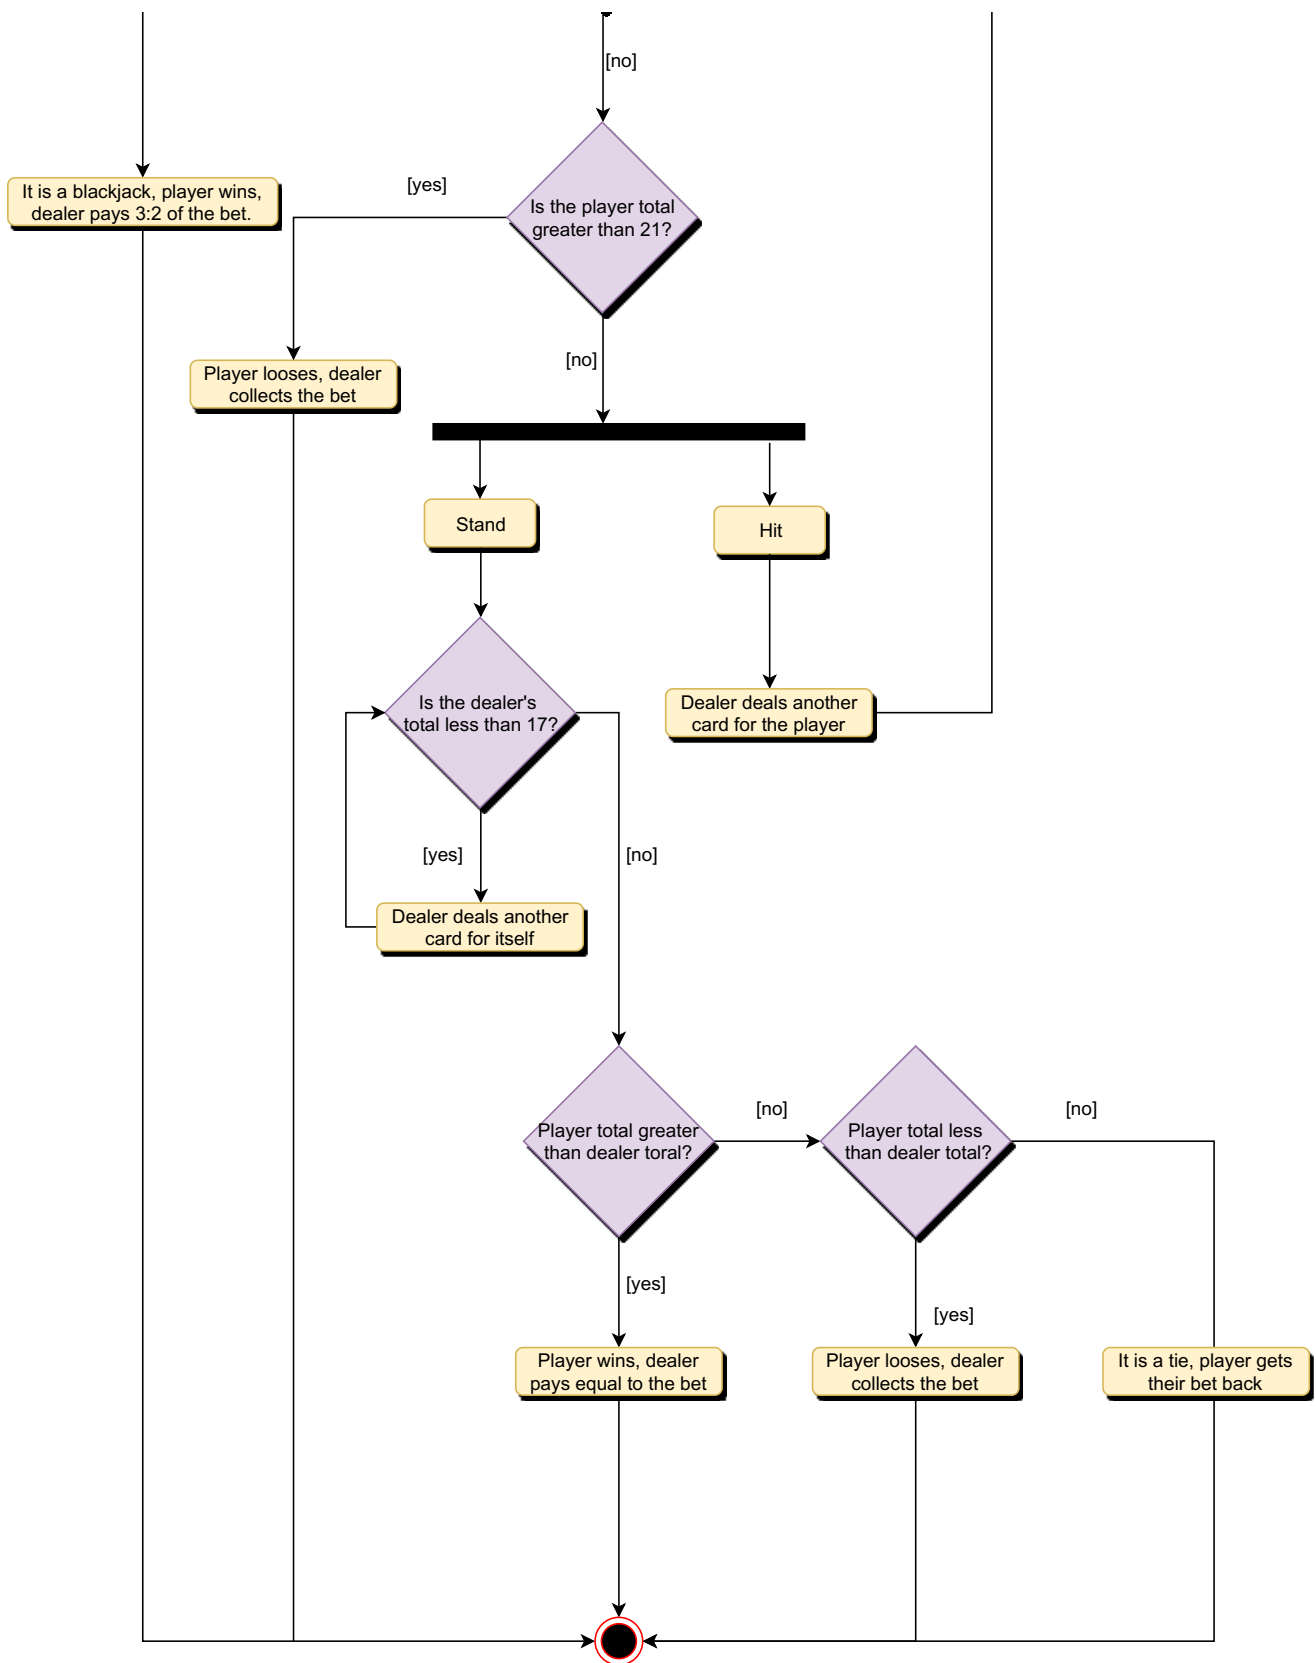 [no]
It is a blackjack, player wins,
dealer pays 3:2 of the bet.
[yes]
Is the player total
greater than 21?
[no]
Player looses, dealer
collects the bet
Stand
Hit
Is the dealer's
total less than 17?
Dealer deals another
card for the player
[yes]
[no]
Dealer deals another
card for itself
Player total greater
than dealer toral?
[no]
Player total less
than dealer total?
[no]
[yes]
[yes]
Player wins, dealer
pays equal to the bet
Player looses, dealer
collects the bet
It is a tie, player gets
their bet back